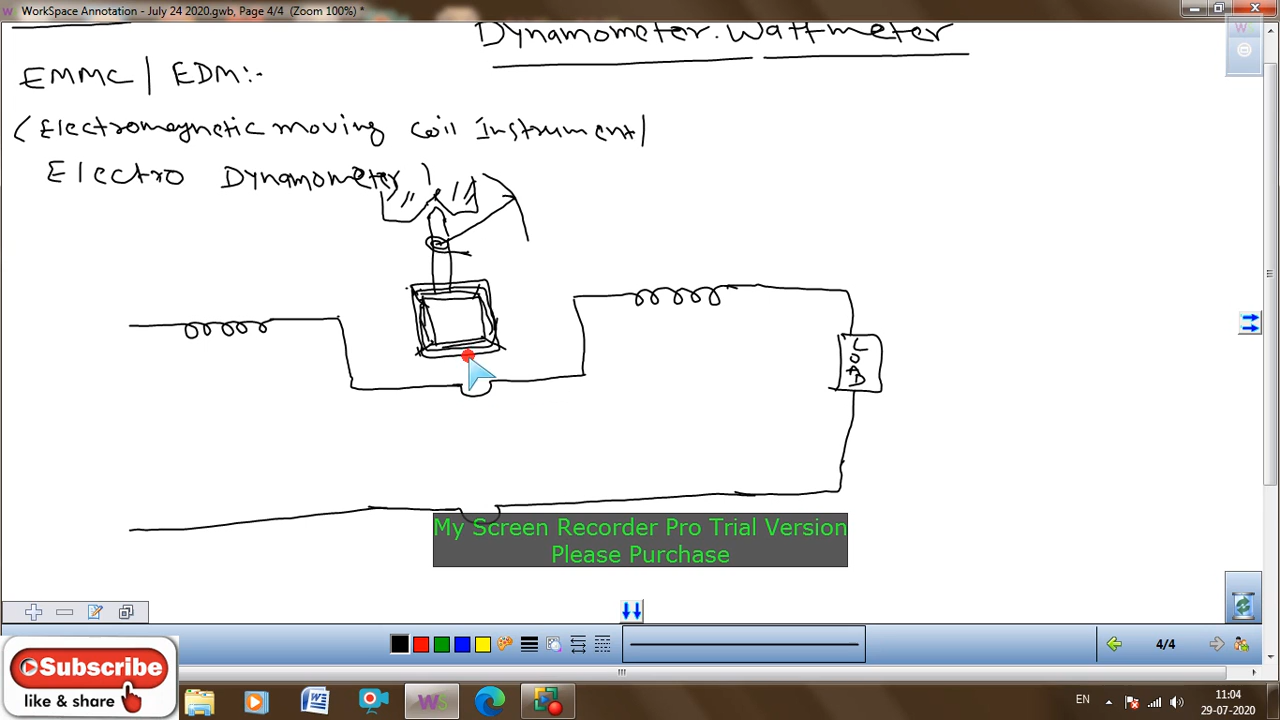 WorkSpace Annotation - July 24 2020.gwb, Page 4/4 (Zoom 100%) *
Dynamometer. Wattmeter
EMMC | EDM:-
(Electromagnetic moving Coil Instrument/
Electro Dynamometer)
LOAD
My Screen Recorder Pro Trial Version
Please Purchase
4/4
Subscribe
like & share
EN
11:04
29-07-2020